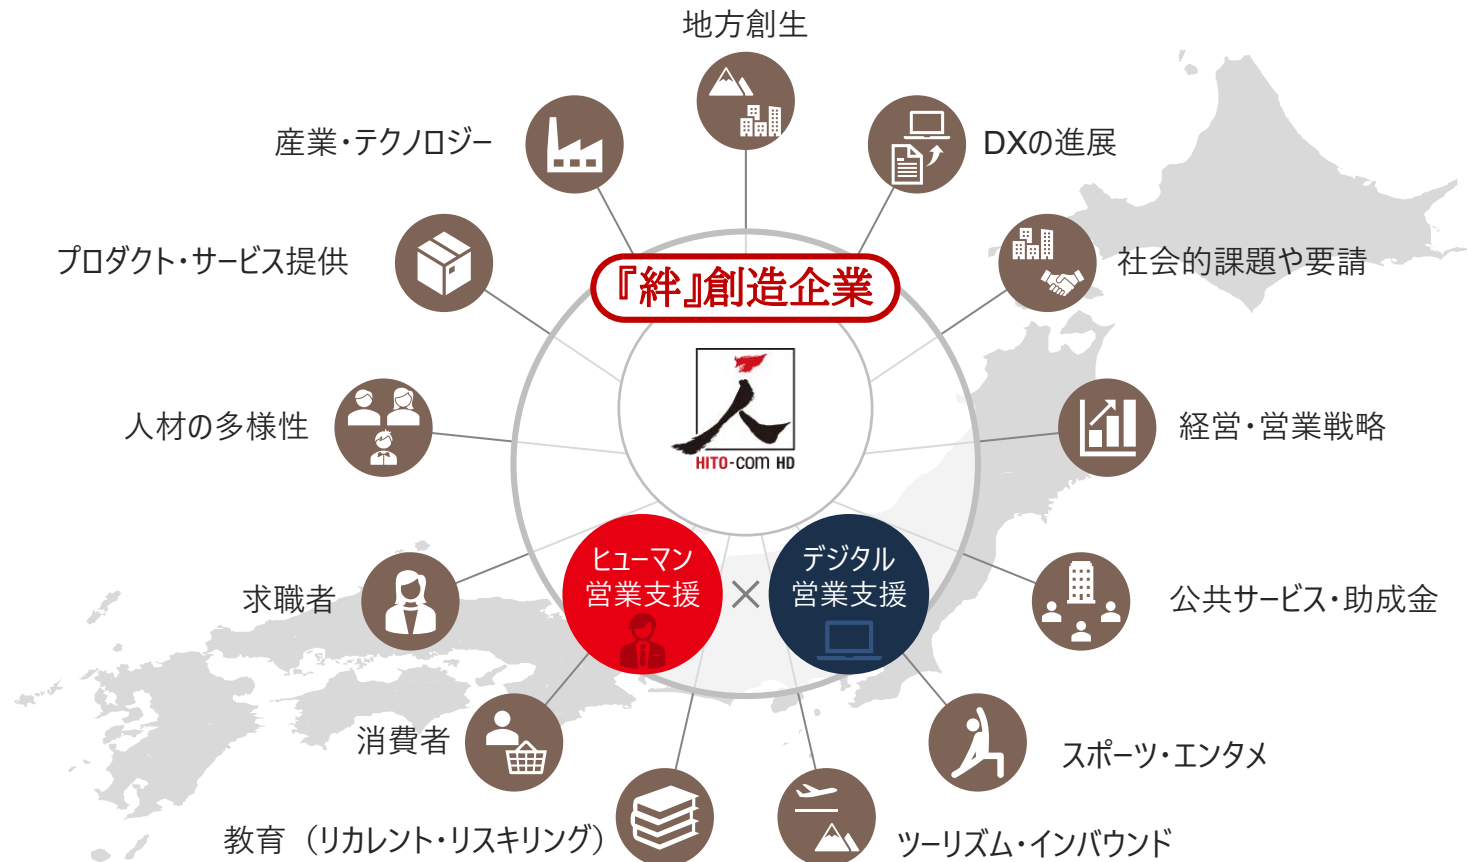 地方創生
産業・テクノロジー
DXの進展
プロダクト・サービス提供
社会的課題や要請
『絆』創造企業
人材の多様性
人
HITO-COM HD
経営・営業戦略
ヒューマン
営業支援
×
デジタル
営業支援
求職者
公共サービス・助成金
消費者
スポーツ・エンタメ
教育（リカレント・リスキリング）
ツーリズム・インバウンド